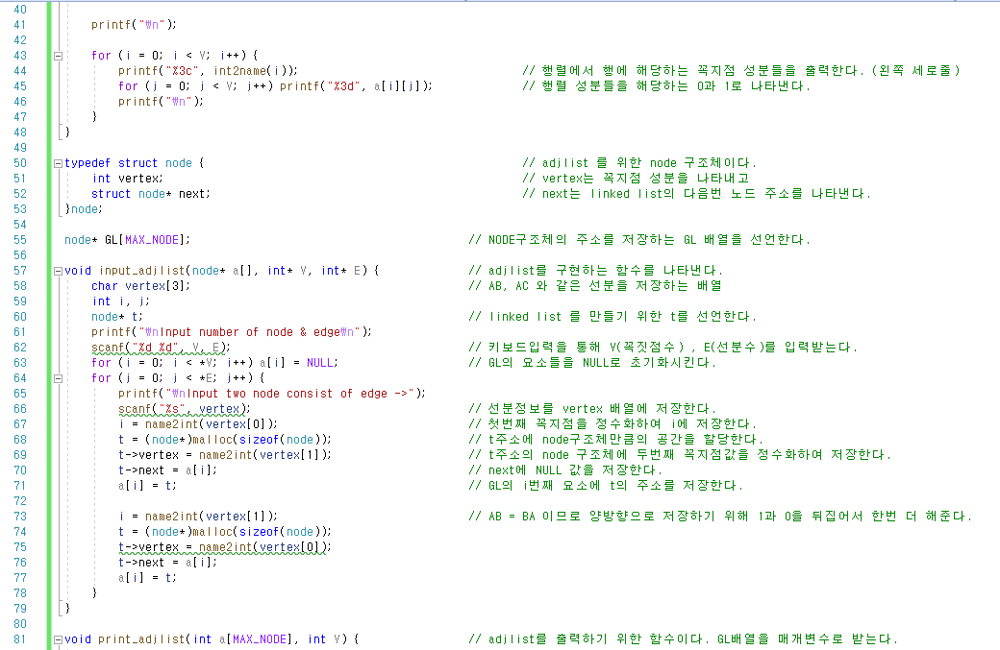 40
41 printf("₩n");
42
43 for (i = 0; i < V; i++) {
44 printf("%3c", int2name(i)); // 행렬에서 행에 해당하는 꼭지점 성분들을 출력한다. (왼쪽 세로줄)
45 for (j = 0; j < V; j++) printf("%3d", a[i][j]); // 행렬 성분들을 해당하는 0과 1로 나타낸다.
46 printf("₩n");
47 }
48 }
49
50 typedef struct node { // adjlist 를 위한 node 구조체이다.
51 int vertex; // vertex는 꼭지점 성분을 나타내고
52 struct node* next; // next는 linked list의 다음번 노드 주소를 나타낸다.
53 }node;
54
55 node* GL[MAX_NODE]; // NODE구조체의 주소를 저장하는 GL 배열을 선언한다.
56
57 void input_adjlist(node* a[], int* V, int* E) { // adjlist를 구현하는 함수를 나타낸다.
58 char vertex[3]; // AB, AC 와 같은 선분을 저장하는 배열
59 int i, j;
60 node* t; // linked list 를 만들기 위한 t를 선언한다.
61 printf("₩nInput number of node & edge₩n");
62 scanf("%d %d", V, E); // 키보드입력을 통해 V(꼭짓점수) , E(선분수)를 입력받는다.
63 for (i = 0; i < *V; i++) a[i] = NULL; // GL의 요소들을 NULL로 초기화시킨다.
64 for (j = 0; j < *E; j++) {
65 printf("₩nInput two node consist of edge ->");
66 scanf("%s", vertex); // 선분정보를 vertex 배열에 저장한다.
67 i = name2int(vertex[0]); // 첫번째 꼭지점을 정수화하여 i에 저장한다.
68 t = (node*)malloc(sizeof(node)); // t주소에 node구조체만큼의 공간을 할당한다.
69 t->vertex = name2int(vertex[1]); // t주소의 node 구조체에 두번째 꼭지점값을 정수화하여 저장한다.
70 t->next = a[i]; // next에 NULL 값을 저장한다.
71 a[i] = t; // GL의 i번째 요소에 t의 주소를 저장한다.
72
73 i = name2int(vertex[1]); // AB = BA 이므로 양방향으로 저장하기 위해 1과 0을 뒤집어서 한번 더 해준다.
74 t = (node*)malloc(sizeof(node));
75 t->vertex = name2int(vertex[0]);
76 t->next = a[i];
77 a[i] = t;
78 }
79 }
80
81 void print_adjlist(int a[MAX_NODE], int V) { // adjlist를 출력하기 위한 함수이다. GL배열을 매개변수로 받는다.